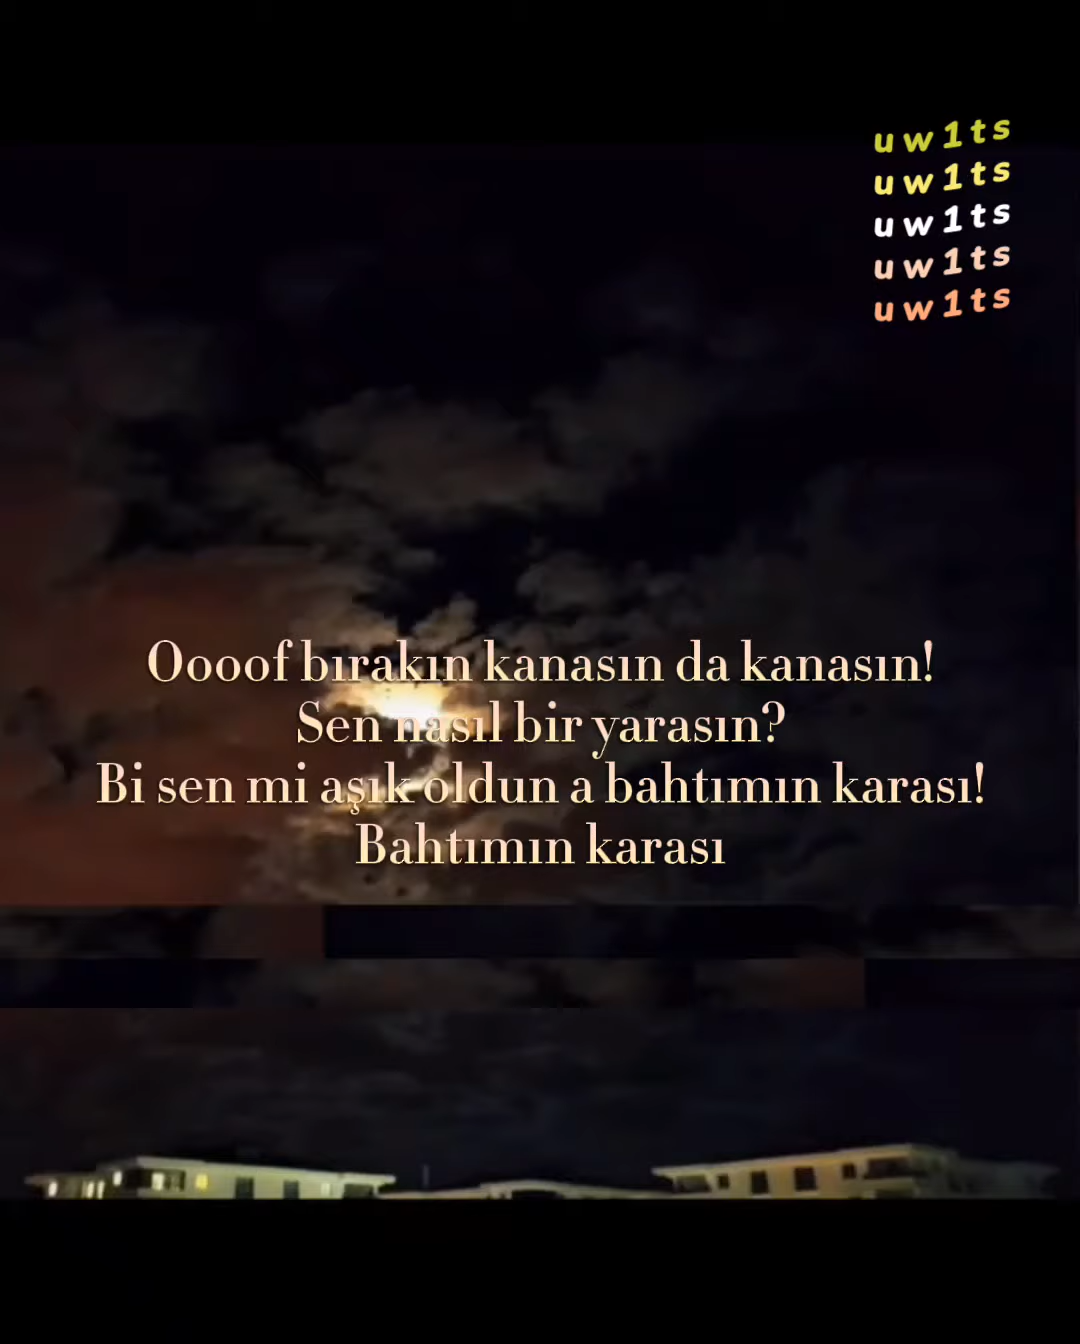 uw1ts
uw1ts
uw1ts
uw1ts
uw1ts
Oooof bırakın kanasın da kanasın!
Sen nasıl bir yarasın?
Bi sen mi aşık oldun a bahtımın karası!
Bahtımın karası